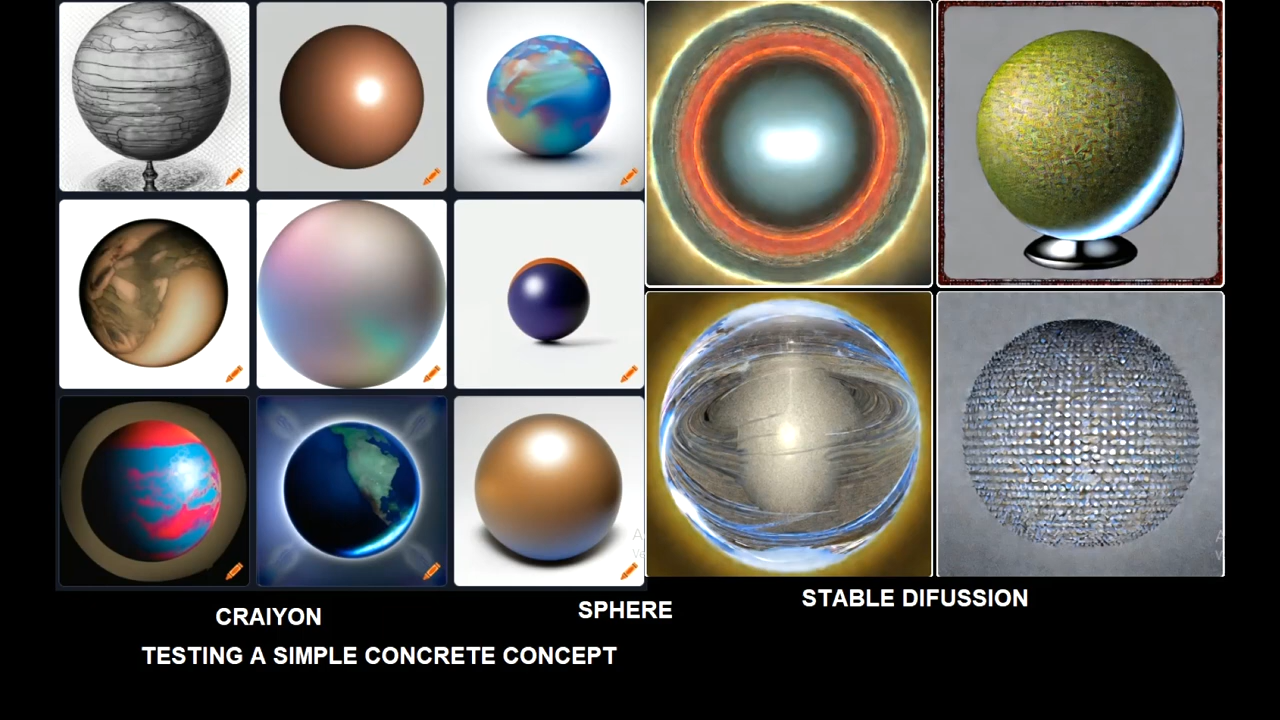 CRAIYON
SPHERE
STABLE DIFUSSION
TESTING A SIMPLE CONCRETE CONCEPT